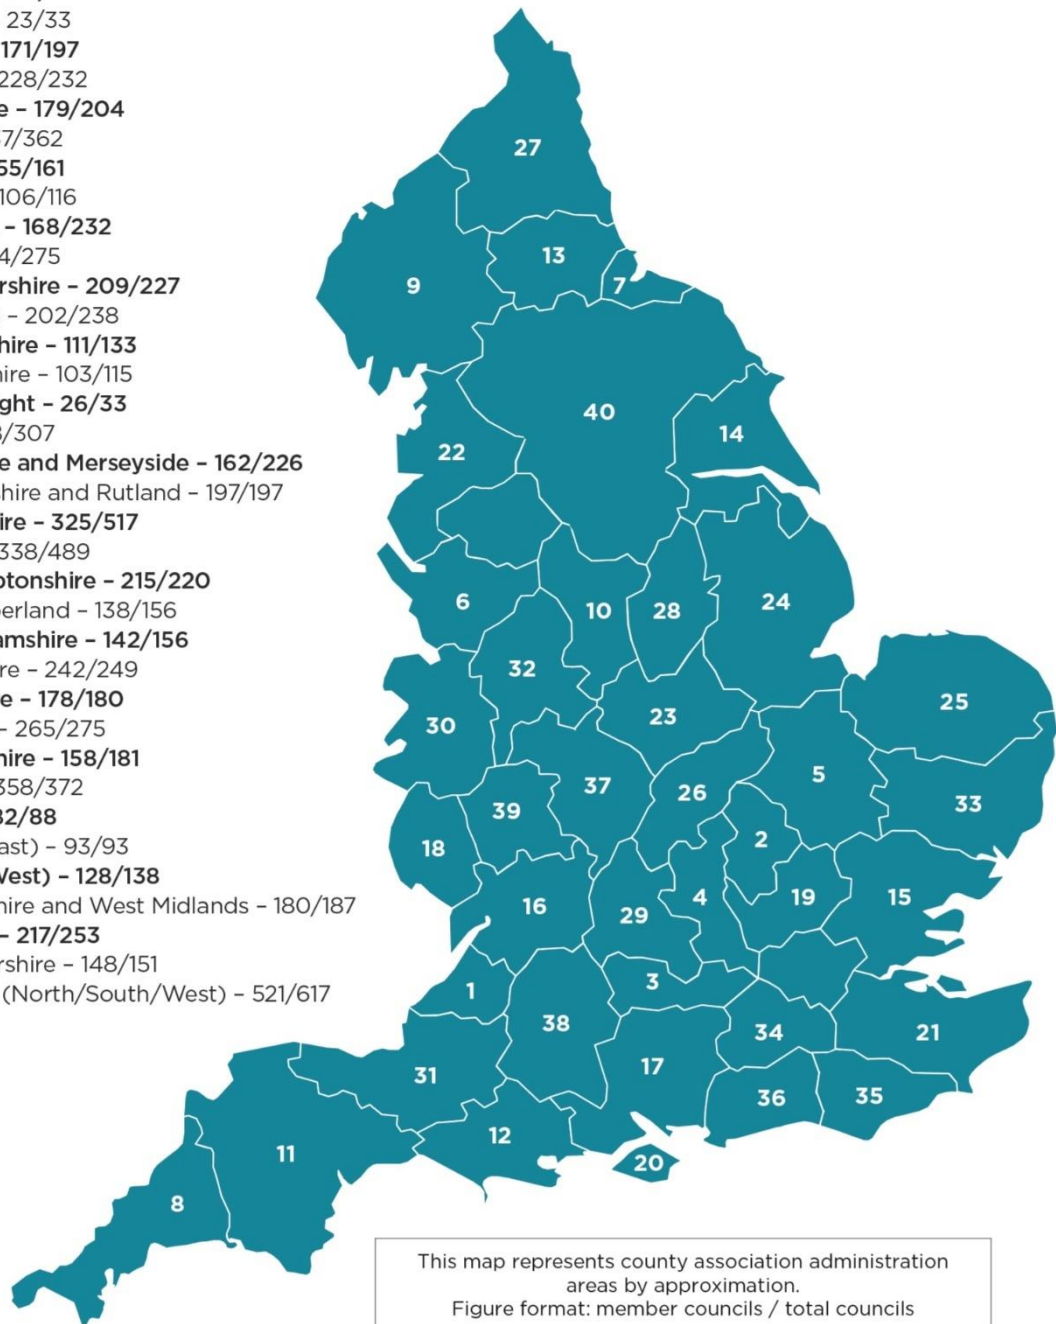 23/33
171/197
228/232
e – 179/204
7/362
55/161
106/116
– 168/232
4/275
rshire – 209/227
– 202/238
hire – 111/133
hire – 103/115
ght – 26/33
/307
e and Merseyside – 162/226
hire and Rutland – 197/197
ire – 325/517
338/489
ptonshire – 215/220
berland – 138/156
amshire – 142/156
re – 242/249
e – 178/180
– 265/275
hire – 158/181
358/372
82/88
ast) – 93/93
West) – 128/138
hire and West Midlands – 180/187
– 217/253
rshire – 148/151
(North/South/West) – 521/617
27
13
7
9
40
14
22
6
10
28
24
32
30
23
25
5
37
26
33
39
2
18
19
15
4
16
29
3
1
38
34
21
17
31
36
35
12
11
20
8
This map represents county association administration
areas by approximation.
Figure format: member councils / total councils